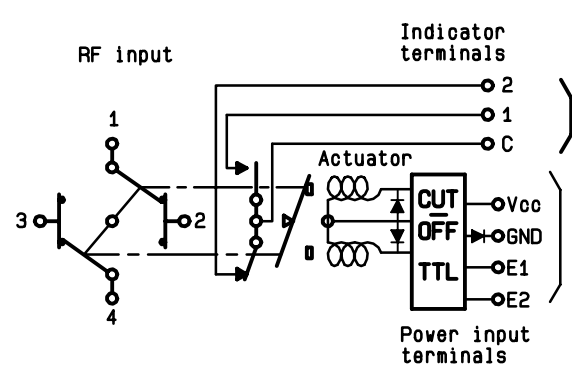 Indicator
terminals
RF input
2
1
C
1
Actuator
3
2
4
CUT
OFF
TTL
Vcc
GND
E1
E2
Power input
terminals